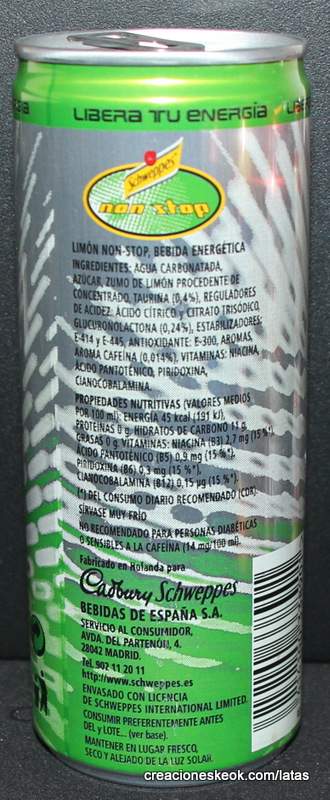 LIBERA TU ENERGÍA
Schweppes
non stop
LIMÓN NON-STOP, BEBIDA ENERGÉTICA
INGREDIENTES: AGUA CARBONATADA,
AZÚCAR, ZUMO DE LIMÓN PROCEDENTE DE
CONCENTRADO, TAURINA (0,4%), REGULADORES
DE ACIDEZ: ÁCIDO CÍTRICO y CITRATO TRISÓDICO,
GLUCURONOLACTONA (0,24%), ESTABILIZADORES:
E-414 y E-445, ANTIOXIDANTE: E-300, AROMAS,
AROMA CAFEÍNA (0,014%). VITAMINAS: NIACINA,
ÁCIDO PANTOTÉNICO, PIRIDOXINA,
CIANOCOBALAMINA.
PROPIEDADES NUTRITIVAS (VALORES MEDIOS
POR 100 ml): ENERGÍA 45 kcal (191 kJ),
PROTEÍNAS 0 g, HIDRATOS DE CARBONO 11 g,
GRASAS 0 g. VITAMINAS: NIACINA (B3) 2,7 mg (15 %*),
ÁCIDO PANTOTÉNICO (B5) 0,9 mg (15 %*),
PIRIDOXINA (B6) 0,3 mg (15 %*),
CIANOCOBALAMINA (B12) 0,15 µg (15 %*).
(*) DEL CONSUMO DIARIO RECOMENDADO (CDR).
SÍRVASE MUY FRÍO
NO RECOMENDADO PARA PERSONAS DIABÉTICAS
O SENSIBLES A LA CAFEÍNA (14 mg/100 ml).
Fabricado en Holanda para
Cadbury Schweppes
BEBIDAS DE ESPAÑA S.A.
SERVICIO AL CONSUMIDOR,
AVDA. DEL PARTENÓN, 4.
28042 MADRID.
Tel. 902 11 20 11
http://www.schweppes.es
ENVASADO CON LICENCIA
DE SCHWEPPES INTERNATIONAL LIMITED.
CONSUMIR PREFERENTEMENTE ANTES
DEL y LOTE... (ver base).
MANTENER EN LUGAR FRESCO,
SECO Y ALEJADO DE LA LUZ SOLAR.
creacioneskeok.com/latas